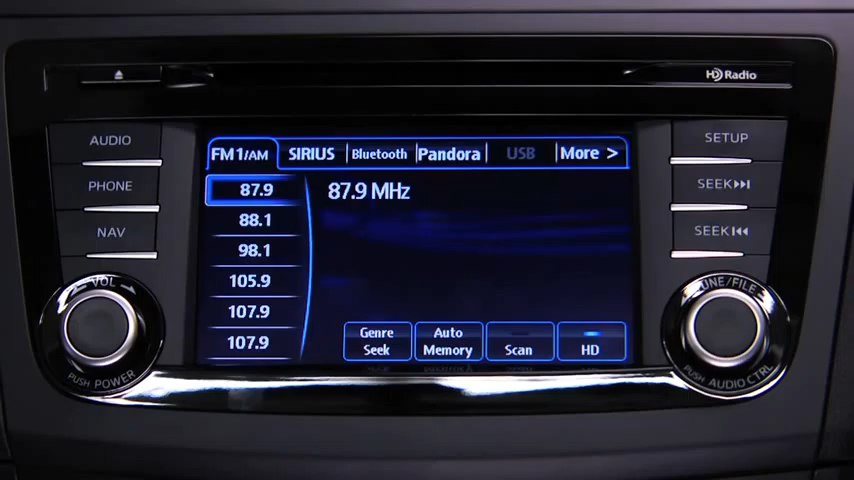 HD Radio
AUDIO
PHONE
NAV
VOL
PUSH POWER
FM1/AM SIRIUS Bluetooth Pandora USB More >
87.9
88.1
98.1
105.9
107.9
107.9
87.9 MHz
Genre Seek
Auto Memory
Scan
HD
SETUP
SEEK
SEEK
TUNE/FILE
PUSH AUDIO CTRL